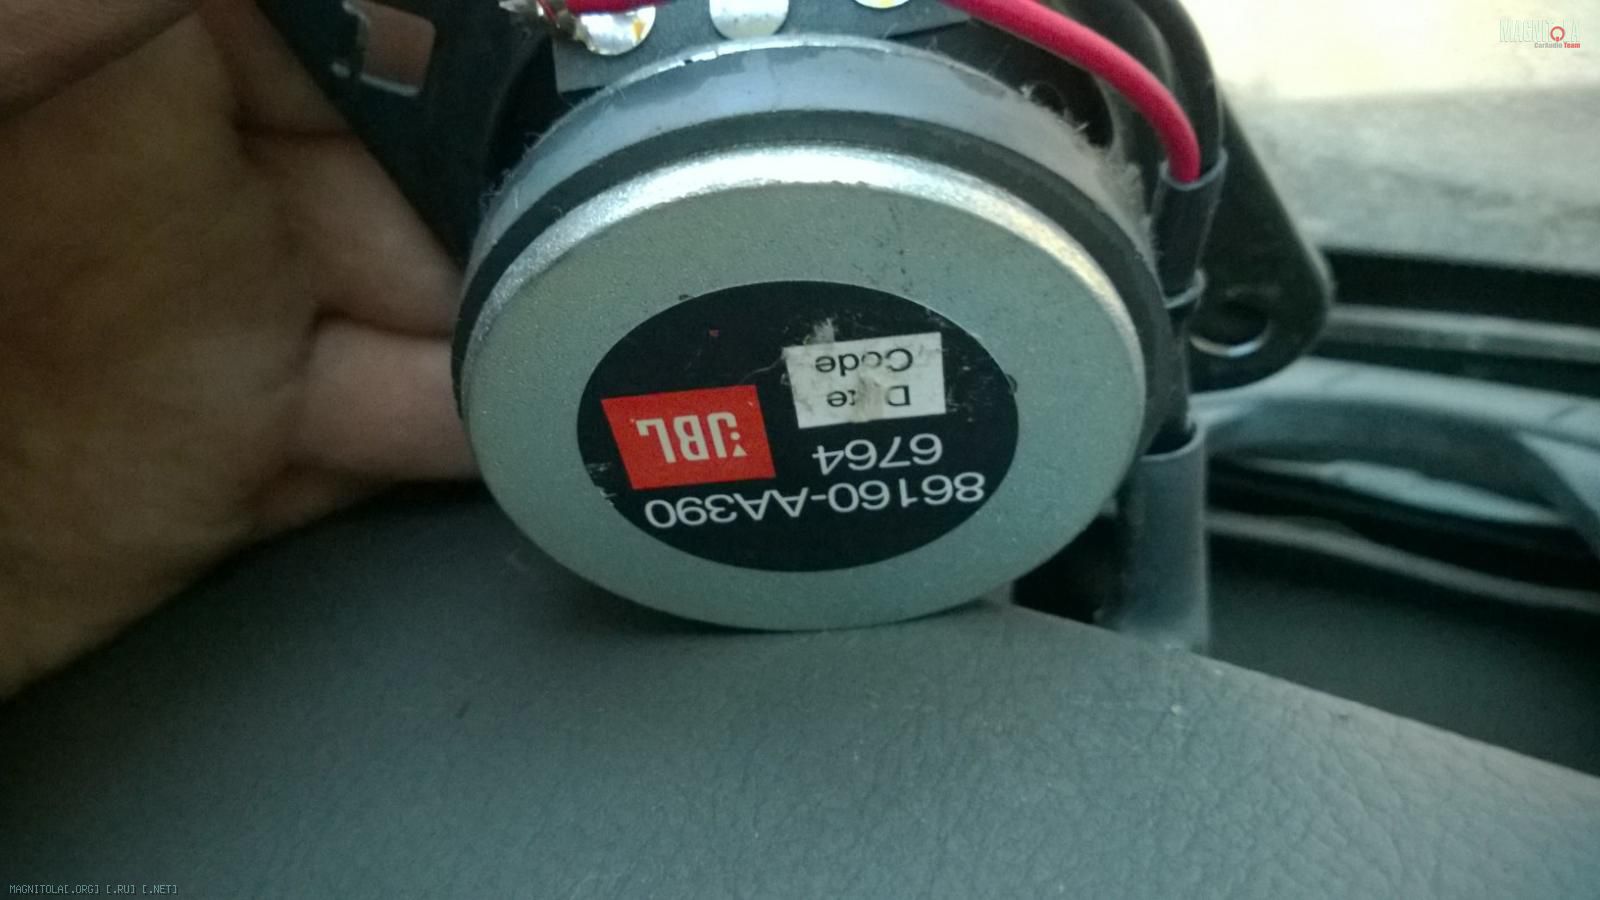 86160-AA390
6764
JBL
Date
Code
MAGNITOLA
CarAudio Team
MAGNITOLA[.ORG] [.RU] [.NET]